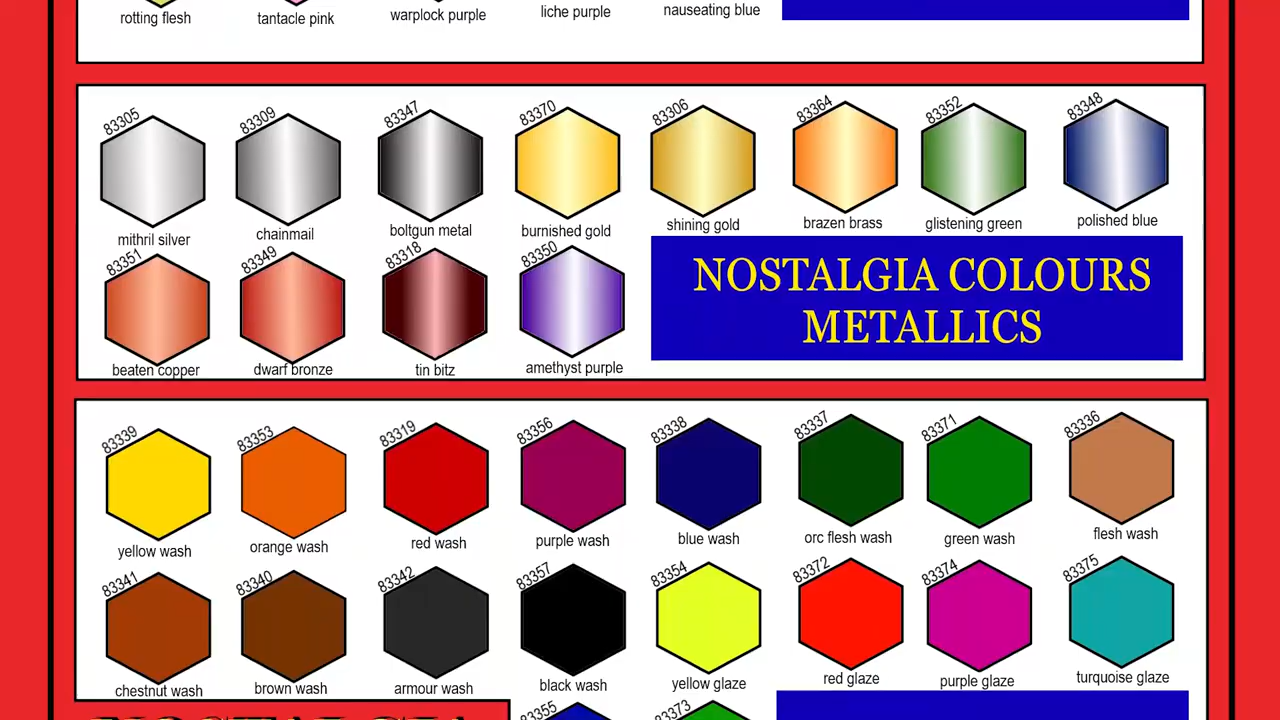 rotting flesh tantacle pink warplock purple liche purple nauseating blue
83305 83309 83347 83370 83306 83364 83352 83348
mithril silver chainmail boltgun metal burnished gold shining gold brazen brass glistening green polished blue
83351 83349 83318 83350
beaten copper dwarf bronze tin bitz amethyst purple
NOSTALGIA COLOURS
METALLICS
83339 83353 83319 83356 83338 83337 83371 83336
yellow wash orange wash red wash purple wash blue wash orc flesh wash green wash flesh wash
83341 83340 83342 83357 83354 83372 83374 83375
chestnut wash brown wash armour wash black wash yellow glaze red glaze purple glaze turquoise glaze
83355 83373
NOSTALGIA